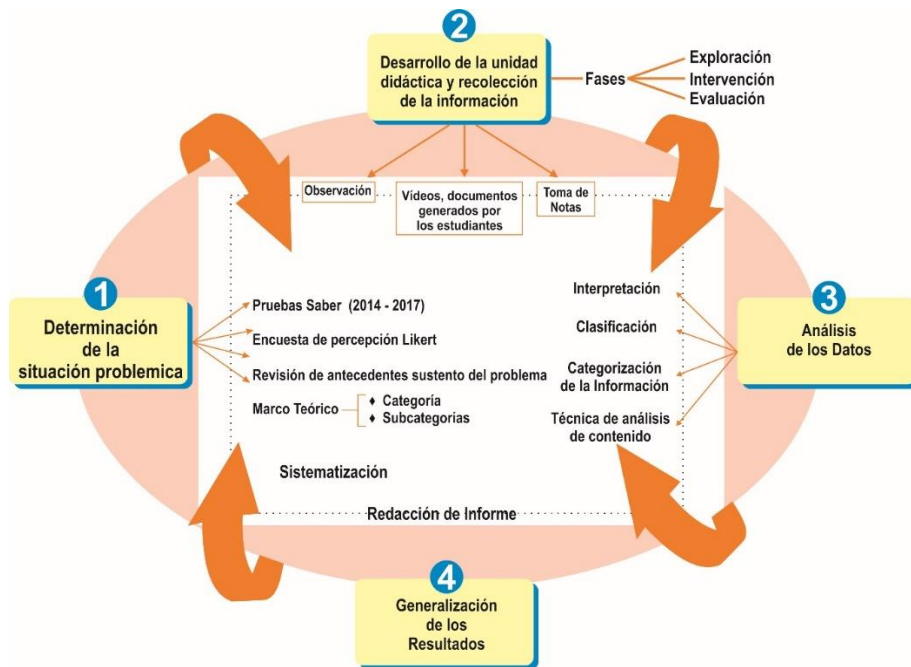 2
Desarrollo de la unidad
didáctica y recolección
de la información
Fases
Exploración
Intervención
Evaluación
Observación
Vídeos, documentos
generados por
los estudiantes
Toma de
Notas
1
Determinación
de la
situación problemica
Pruebas Saber (2014 - 2017)
Encuesta de percepción Likert
Revisión de antecedentes sustento del problema
Marco Teórico
♦ Categoría
♦ Subcategorías
Sistematización
Interpretación
Clasificación
Categorización
de la Información
Técnica de análisis
de contenido
3
Análisis
de los Datos
Redacción de Informe
4
Generalización
de los
Resultados